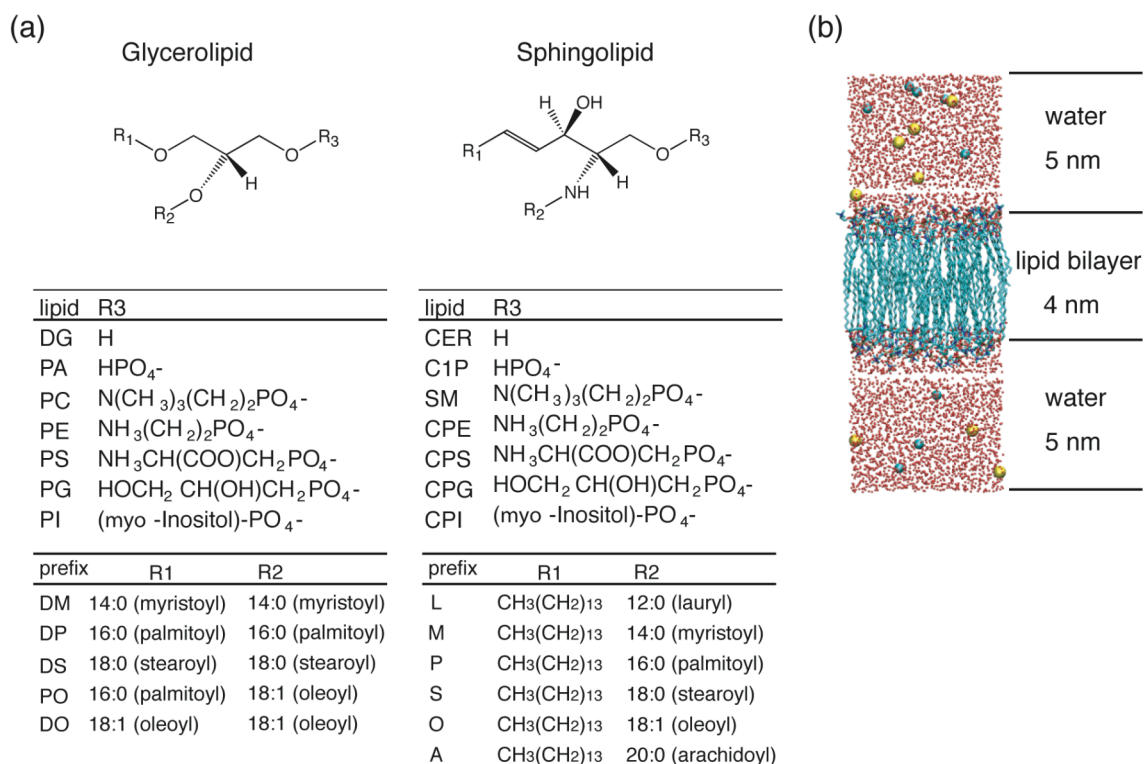 (a)
Glycerolipid
R1
O
O
R3
O
H
R2
lipid R3
DG H
PA HPO4-
PC N(CH3)3(CH2)2PO4-
PE NH3(CH2)2PO4-
PS NH3CH(COO)CH2PO4-
PG HOCH2 CH(OH)CH2PO4-
PI (myo -Inositol)-PO4-
prefix R1 R2
DM 14:0 (myristoyl) 14:0 (myristoyl)
DP 16:0 (palmitoyl) 16:0 (palmitoyl)
DS 18:0 (stearoyl) 18:0 (stearoyl)
PO 16:0 (palmitoyl) 18:1 (oleoyl)
DO 18:1 (oleoyl) 18:1 (oleoyl)
Sphingolipid
H OH
R1
O
R3
NH
H
R2
lipid R3
CER H
C1P HPO4-
SM N(CH3)3(CH2)2PO4-
CPE NH3(CH2)2PO4-
CPS NH3CH(COO)CH2PO4-
CPG HOCH2 CH(OH)CH2PO4-
CPI (myo -Inositol)-PO4-
prefix R1 R2
L CH3(CH2)13 12:0 (lauryl)
M CH3(CH2)13 14:0 (myristoyl)
P CH3(CH2)13 16:0 (palmitoyl)
S CH3(CH2)13 18:0 (stearoyl)
O CH3(CH2)13 18:1 (oleoyl)
A CH3(CH2)13 20:0 (arachidoyl)
(b)
water
5 nm
lipid bilayer
4 nm
water
5 nm